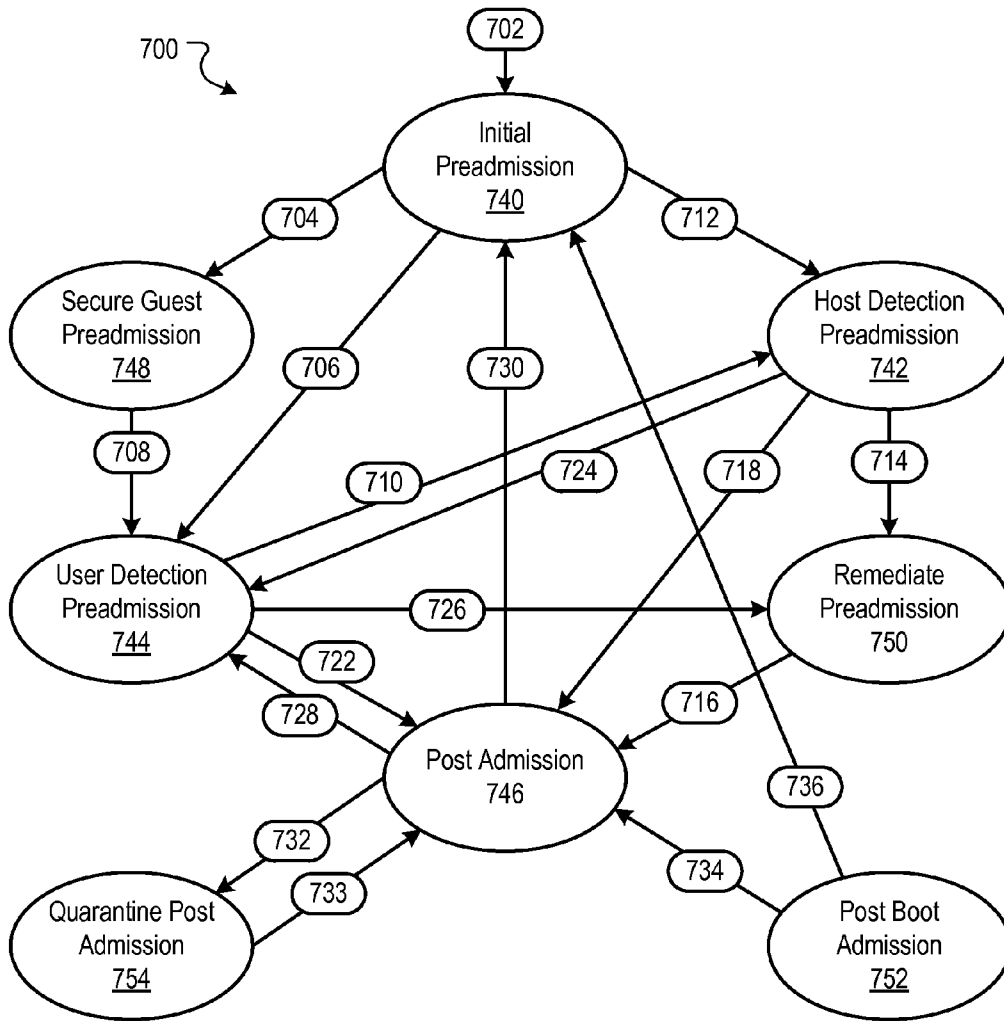 702
700
Initial
Preadmission
740
704
712
Secure Guest
Preadmission
748
Host Detection
Preadmission
742
706
730
708
710
724
718
714
User Detection
Preadmission
744
Remediate
Preadmission
750
726
722
728
716
Post Admission
746
736
732
733
734
Quarantine Post
Admission
754
Post Boot
Admission
752